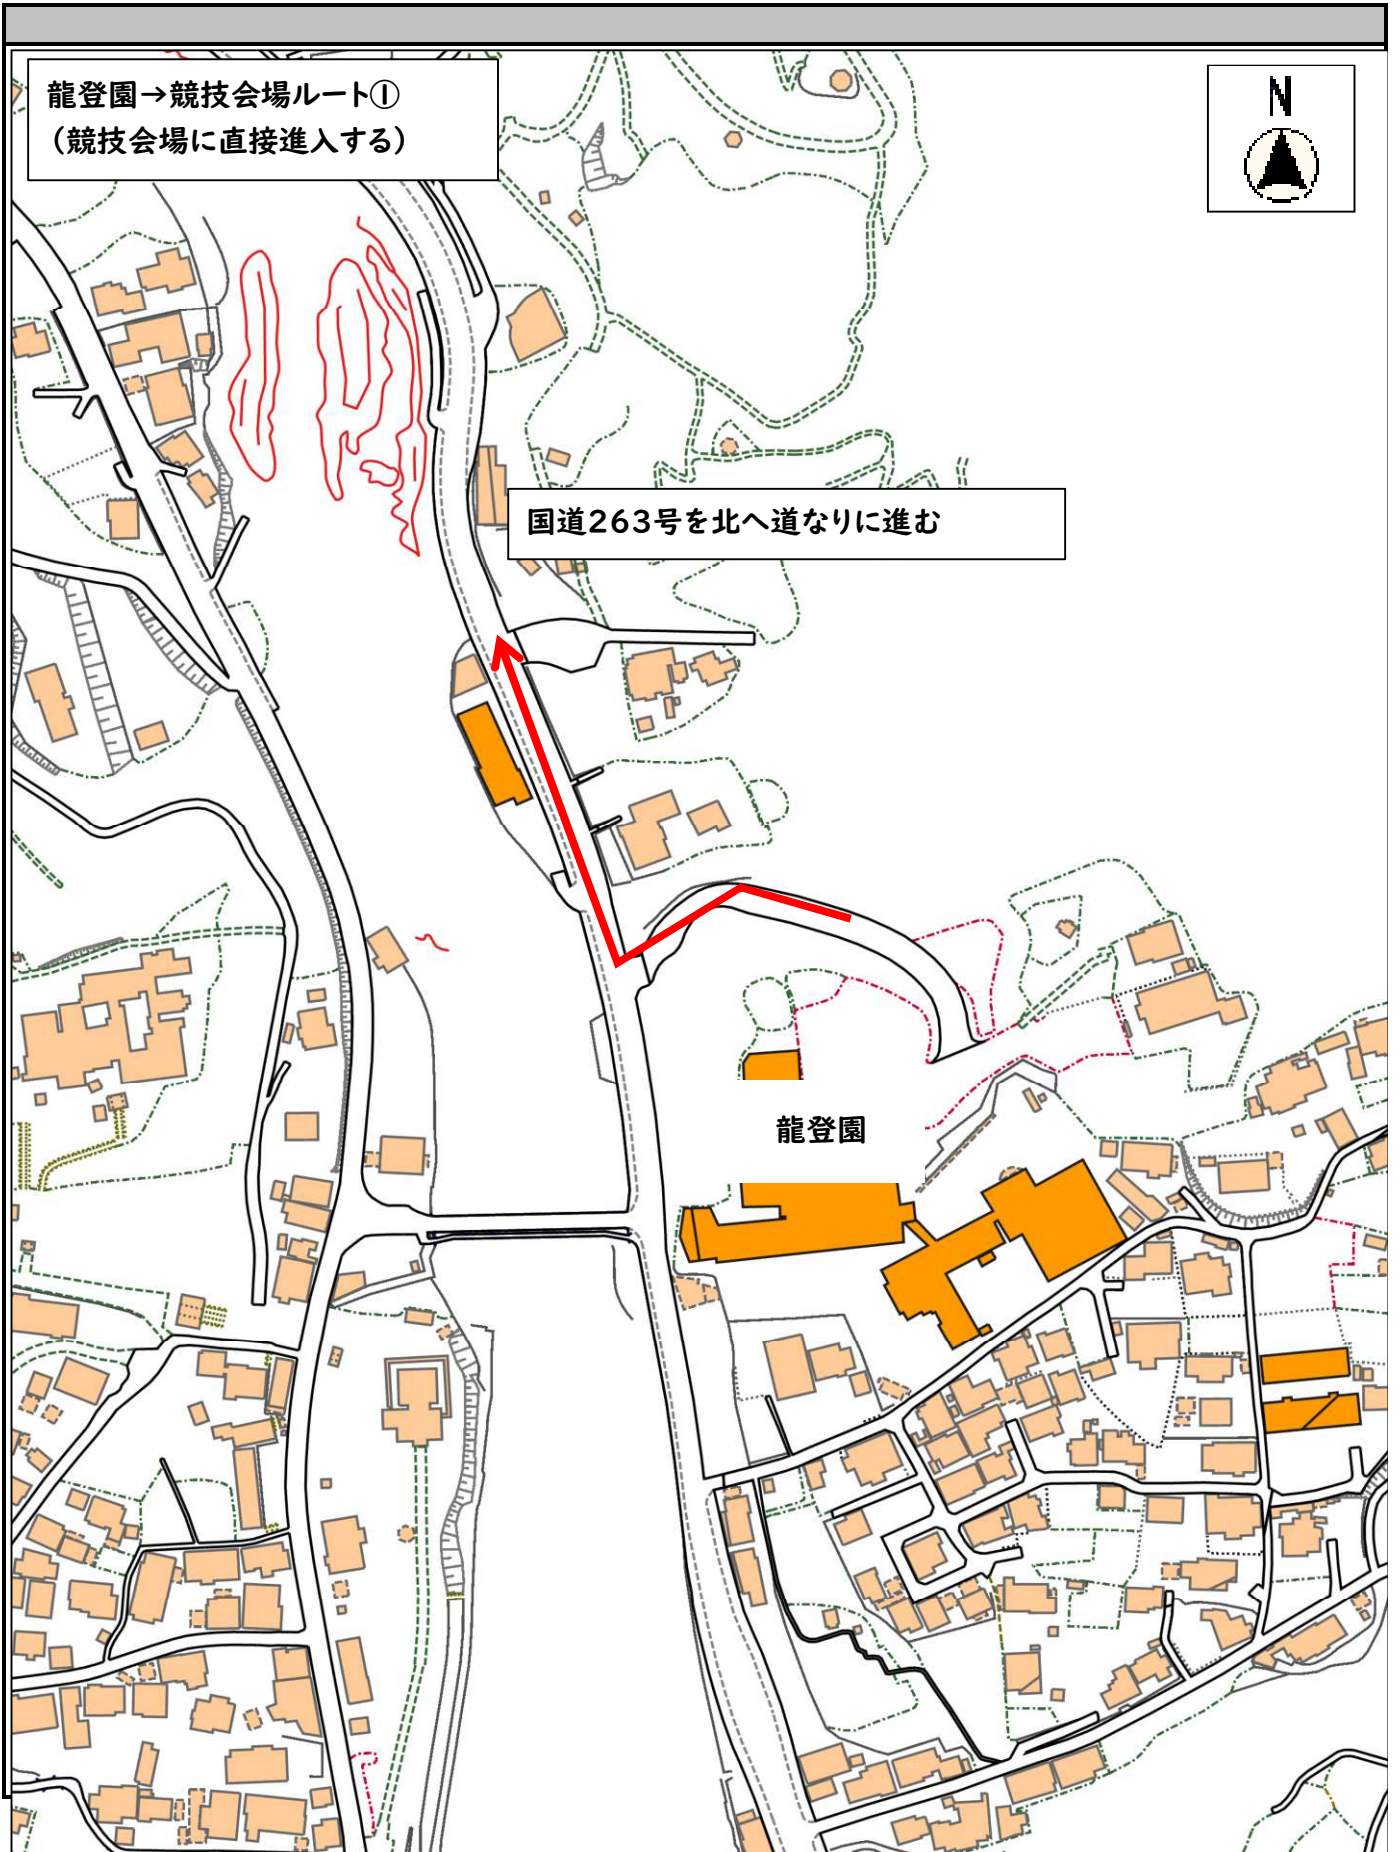 龍登園→競技会場ルート①
(競技会場に直接進入する)
N
国道263号を北へ道なりに進む
龍登園